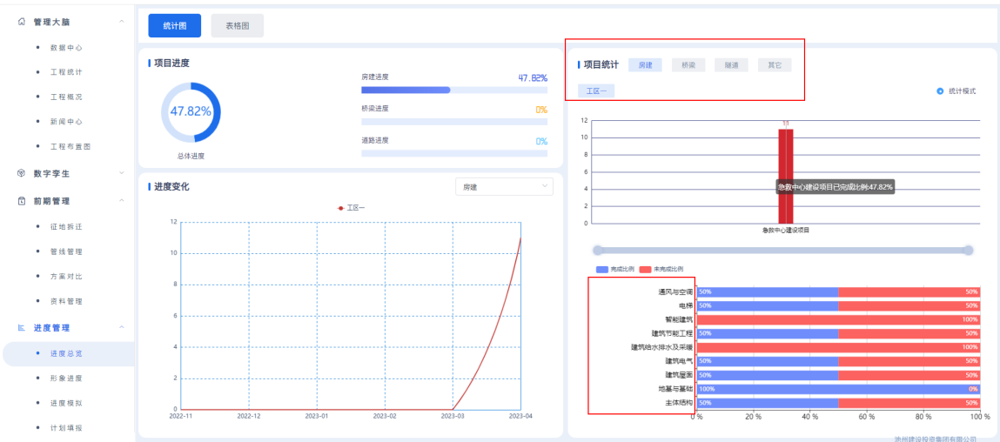 管理大脑
数据中心
工程统计
工程概况
新闻中心
工程布置图
数字孪生
前期管理
征地拆迁
管线管理
方案对比
资料管理
进度管理
进度总览
形象进度
进度模拟
计划填报
统计图 表格图
项目进度
47.82%
总体进度
房建进度 47.82%
桥梁进度 0%
道路进度 0%
进度变化 房建
工区一
12
10
8
6
4
2
0
2022-11 2022-12 2023-01 2023-02 2023-03 2023-04
项目统计 房建 桥梁 隧道 其它
工区一 统计模式
12
10
8
6
4
2
0
11
急救中心建设项目已完成比例:47.82%
急救中心建设项目
完成比例 未完成比例
通风与空调 50% 50%
电梯 50% 50%
智能建筑 100%
建筑节能工程 50% 50%
建筑给水排水及采暖 100%
建筑电气 50% 50%
建筑屋面 50% 50%
地基与基础 100% 0%
主体结构 50% 50%
0 % 20 % 40 % 60 % 80 % 100 %
池州建设投资集团有限公司